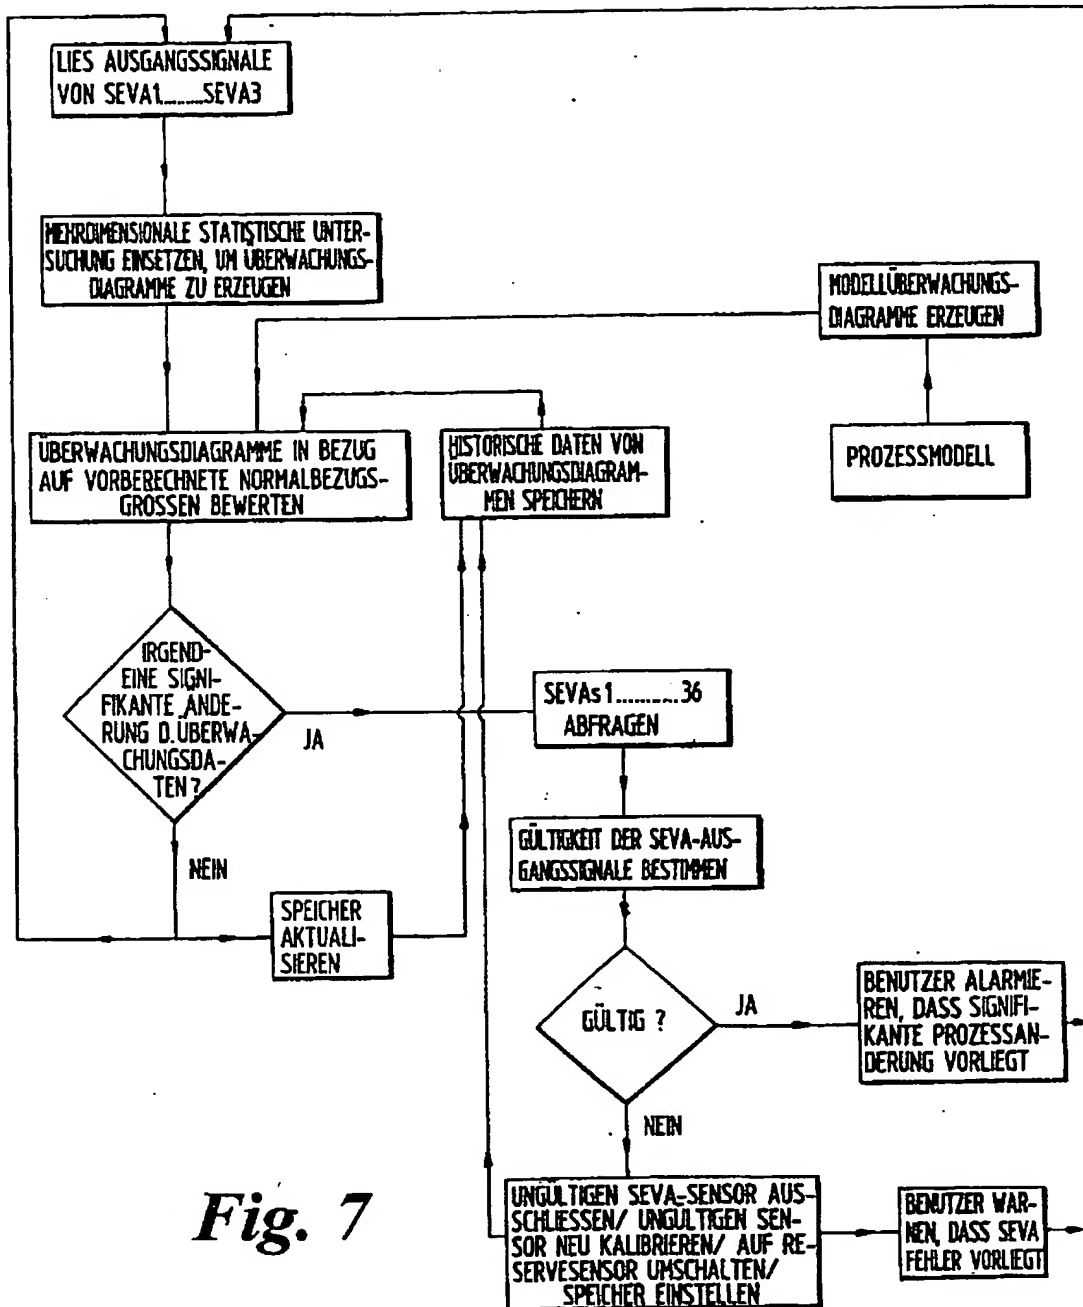 LIES AUSGANGSSIGNALE
VON SEVA1.........SEVA3
MEHRDIMENSIONALE STATISTISCHE UNTER-
SUCHUNG EINSETZEN, UM ÜBERWACHUNGS-
DIAGRAMME ZU ERZEUGEN
MODELLÜBERWACHUNGS-
DIAGRAMME ERZEUGEN
ÜBERWACHUNGSDIAGRAMME IN BEZUG
AUF VORBERECHNETE NORMALBEZUGS-
GROSSEN BEWERTEN
HISTORISCHE DATEN VON
ÜBERWACHUNGSDIAGRAM-
MEN SPEICHERN
PROZESSMODELL
IRGEND-
EINE SIGNI-
FIKANTE ÄNDE-
RUNG D.ÜBERWA-
CHUNGSDA-
TEN ?
JA
SEVAs 1............36
ABFRAGEN
GÜLTIGKEIT DER SEVA-AUS-
GANGSSIGNALE BESTIMMEN
NEIN
SPEICHER
AKTUALI-
SIEREN
GÜLTIG ?
JA
BENUTZER ALARMIE-
REN, DASS SIGNIFI-
KANTE PROZESSAN-
DERUNG VORLIEGT
NEIN
UNGÜLTIGEN SEVA-SENSOR AUS-
SCHLIESSEN/ UNGÜLTIGEN SEN-
SOR NEU KALIBRIEREN/ AUF RE-
SERVESENSOR UMSCHALTEN/
SPEICHER EINSTELLEN
BENUTZER WAR-
NEN, DASS SEVA
FEHLER VORLIEGT
Fig. 7